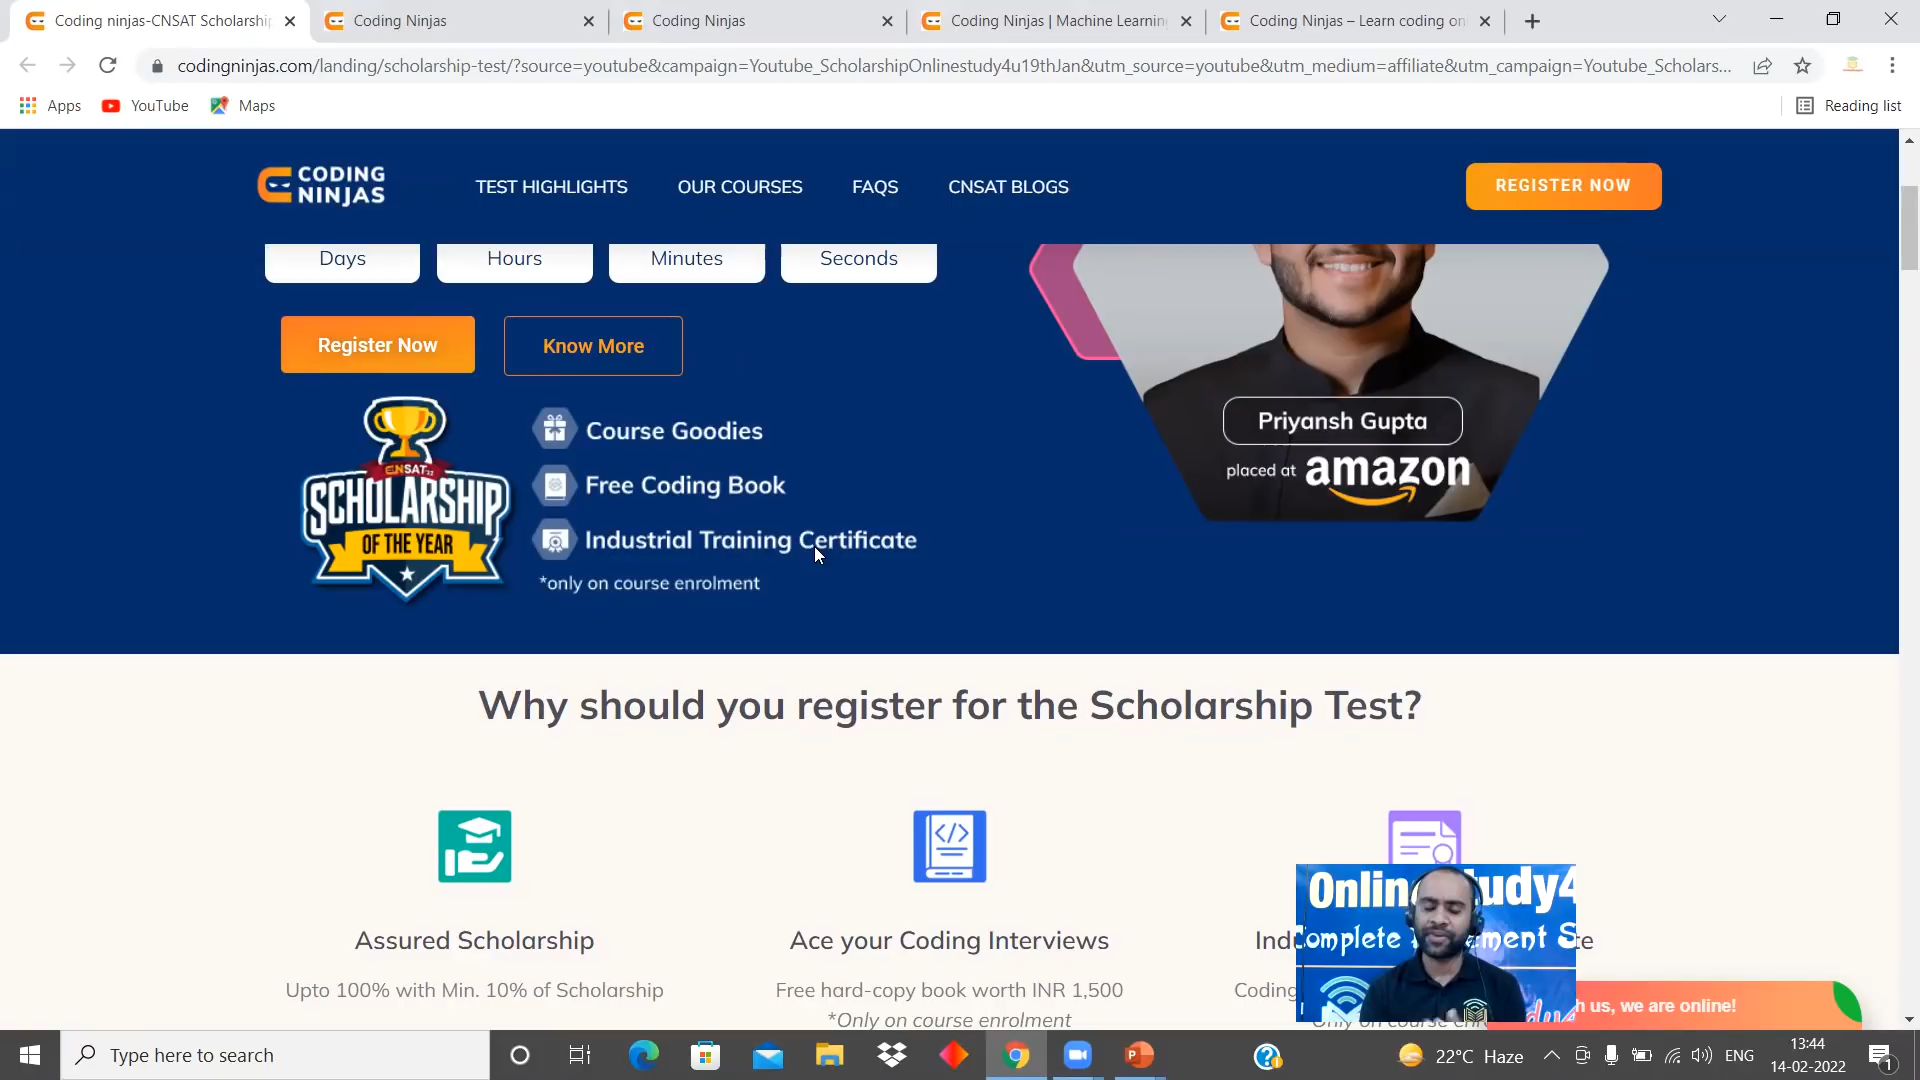 Coding ninjas-CNSAT Scholarship
Coding Ninjas
Coding Ninjas
Coding Ninjas | Machine Learnin
Coding Ninjas – Learn coding on
codingninjas.com/landing/scholarship-test/?source=youtube&campaign=Youtube_ScholarshipOnlinestudy4u19thJan&utm_source=youtube&utm_medium=affiliate&utm_campaign=Youtube_Scholars...
Apps
YouTube
Maps
Reading list
CODING NINJAS
TEST HIGHLIGHTS
OUR COURSES
FAQS
CNSAT BLOGS
REGISTER NOW
Days
Hours
Minutes
Seconds
Register Now
Know More
CNSAT'22
SCHOLARSHIP
OF THE YEAR
Course Goodies
Free Coding Book
Industrial Training Certificate
*only on course enrolment
Priyansh Gupta
placed at amazon
Why should you register for the Scholarship Test?
Assured Scholarship
Upto 100% with Min. 10% of Scholarship
Ace your Coding Interviews
Free hard-copy book worth INR 1,500
*Only on course enrolment
Coding
h us, we are online!
Type here to search
22°C Haze
ENG
13:44
14-02-2022
1